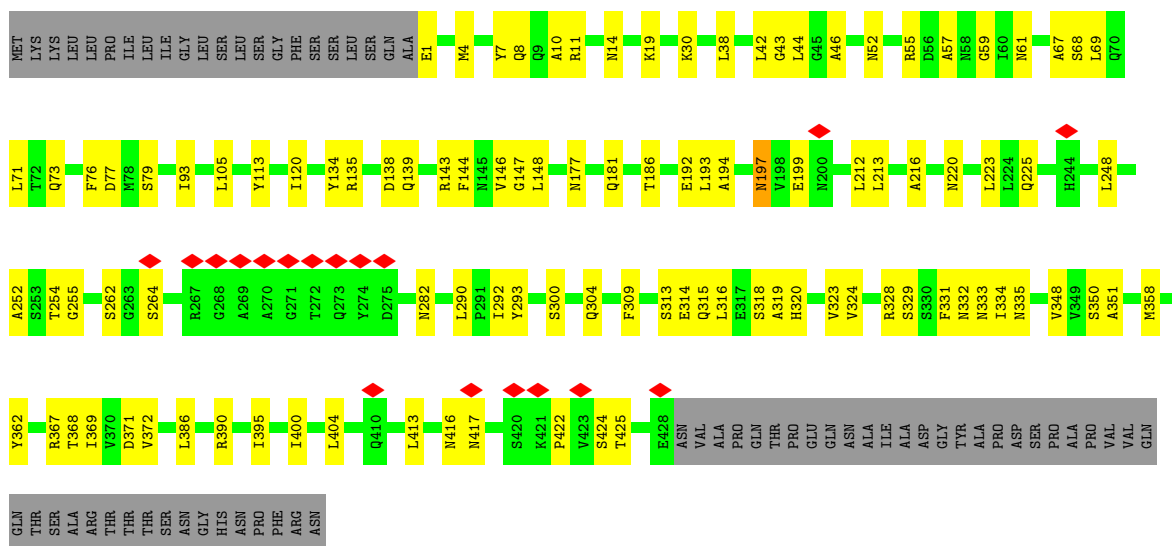 MET LYS LYS LEU LEU PRO ILE LEU ILE GLY LEU SER LEU SER GLY PHE SER SER LEU SER GLN ALA E1 M4 Y7 Q8 Q9 A10 R11 N14 K19 K30 L38 L42 G43 L44 G45 A46 N52 R55 D56 A57 N58 G59 I60 N61 A67 S68 L69 Q70
L71 T72 Q73 F76 D77 M78 S79 I93 L105 Y113 I120 Y134 R135 D138 Q139 R143 F144 N145 V146 G147 L148 N177 Q181 T186 E192 L193 A194 N197 V198 E199 N200 L212 L213 A216 N220 L223 L224 Q225 H244 L248
A252 S253 T254 G255 S262 G263 S264 R267 G268 A269 A270 G271 T272 Q273 Y274 D275 N282 L290 P291 I292 Y293 S300 Q304 F309 S313 E314 Q315 L316 E317 S318 A319 H320 V323 V324 R328 S329 S330 F331 N332 N333 I334 N335 V348 V349 S350 A351 M358
Y362 R367 T368 I369 V370 D371 V372 L386 R390 I395 I400 L404 Q410 L413 N416 N417 S420 K421 P422 V423 S424 T425 E428 ASN VAL ALA PRO GLN THR PRO GLU GLN ASN ALA ILE ALA ASP GLY TYR ALA PRO ASP SER PRO ALA PRO VAL VAL GLN
GLN THR SER ALA ARG THR THR THR SER ASN GLY HIS ASN PRO PHE ARG ASN